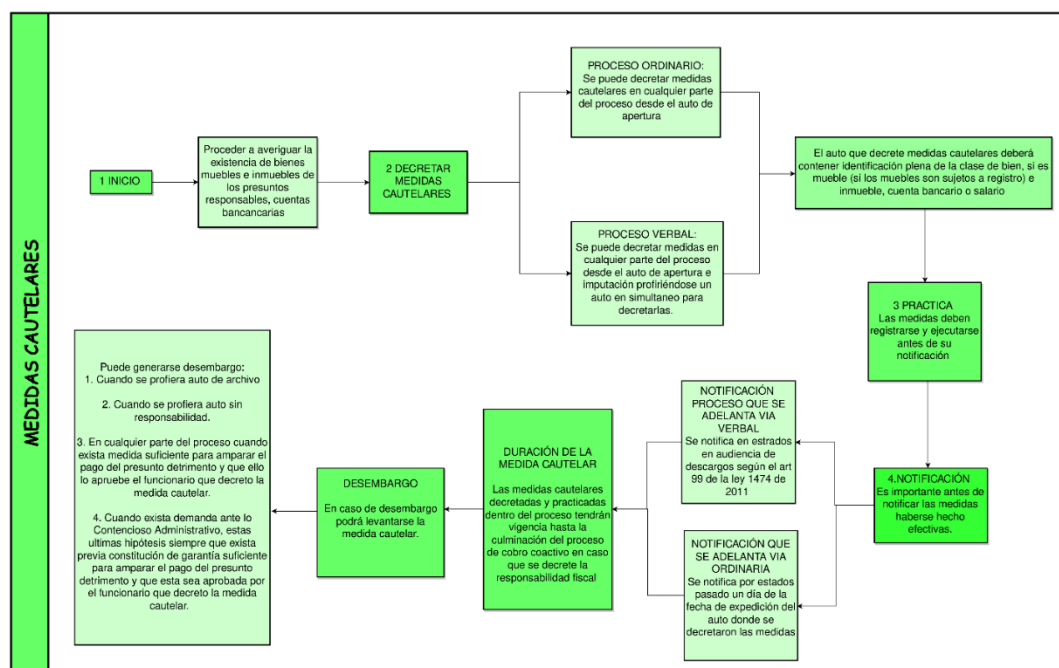 MEDIDAS CAUTELARES
1 INICIO
Proceder a averiguar la
existencia de bienes
muebles e inmuebles de
los presuntos
responsables, cuentas
bancancarias
2 DECRETAR
MEDIDAS
CAUTELARES
PROCESO ORDINARIO:
Se puede decretar medidas
cautelares en cualquier parte
del proceso desde el auto de
apertura
PROCESO VERBAL:
Se puede decretar medidas en
cualquier parte del proceso
desde el auto de apertura e
imputación profiriéndose un
auto en simultaneo para
decretarlas.
El auto que decrete medidas cautelares deberá
contener identificación plena de la clase de bien, si es
mueble (si los muebles son sujetos a registro) e
inmueble, cuenta bancario o salario
3 PRACTICA
Las medidas deben
registrarse y ejecutarse
antes de su
notificación
4.NOTIFICACIÓN
Es importante antes de
notificar las medidas
haberse hecho
efectivas.
NOTIFICACIÓN
PROCESO QUE SE
ADELANTA VIA
VERBAL
Se notifica en estrados
en audiencia de
descargos según el art
99 de la ley 1474 de
2011
NOTIFICACIÓN QUE
SE ADELANTA VIA
ORDINARIA
Se notifica por estados
pasado un día de la
fecha de expedición del
auto donde se
decretaron las medidas
DURACIÓN DE LA
MEDIDA CAUTELAR
Las medidas cautelares
decretadas y practicadas
dentro del proceso tendrán
vigencia hasta la
culminación del proceso
de cobro coactivo en caso
que se decrete la
responsabilidad fiscal
DESEMBARGO
En caso de desembargo
podrá levantarse la
medida cautelar.
Puede generarse desembargo:
1. Cuando se profiera auto de archivo
2. Cuando se profiera auto sin
responsabilidad.
3. En cualquier parte del proceso cuando
exista medida suficiente para amparar el
pago del presunto detrimento y que ello
lo apruebe el funcionario que decreto la
medida cautelar.
4. Cuando exista demanda ante lo
Contencioso Administrativo, estas
ultimas hipótesis siempre que exista
previa constitución de garantía suficiente
para amparar el pago del presunto
detrimento y que esta sea aprobada por
el funcionario que decreto la medida
cautelar.